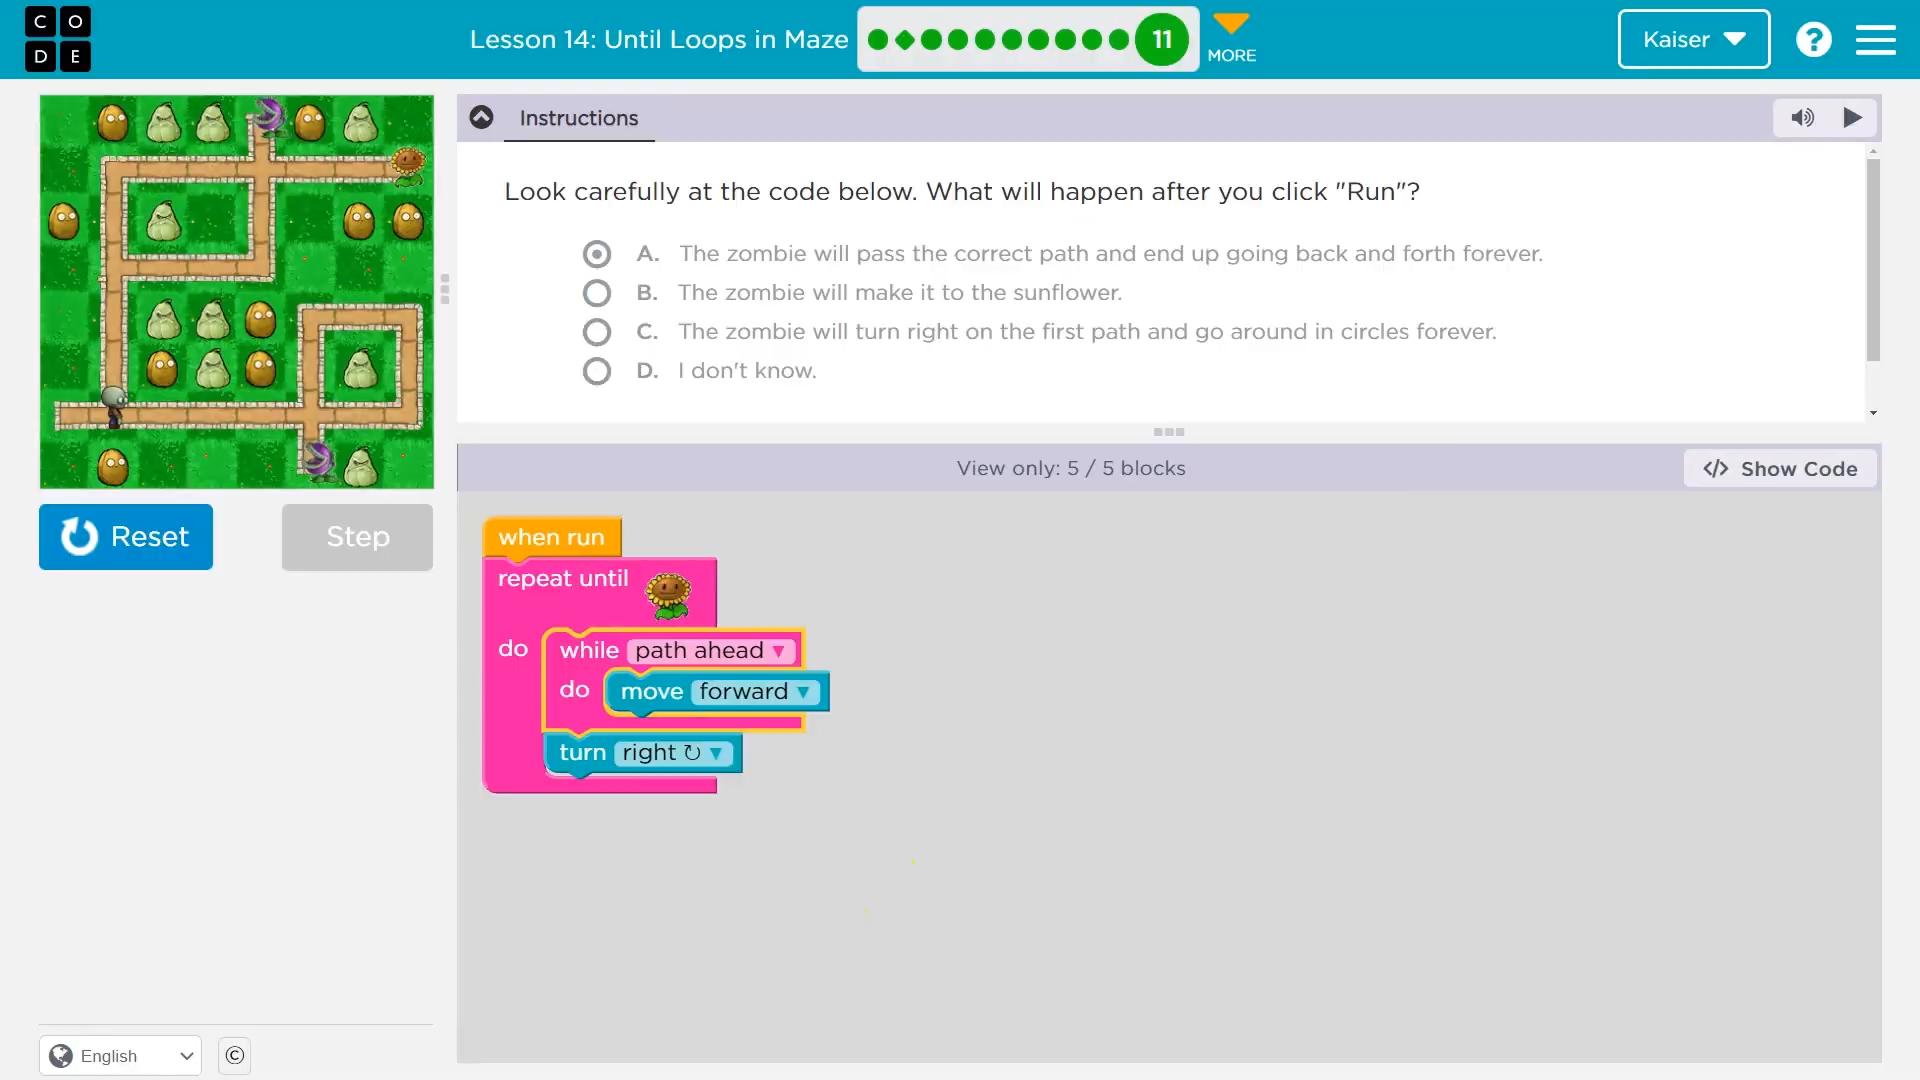 C O
D E
Lesson 14: Until Loops in Maze
11
MORE
Kaiser
?
Instructions
Look carefully at the code below. What will happen after you click "Run"?
A. The zombie will pass the correct path and end up going back and forth forever.
B. The zombie will make it to the sunflower.
C. The zombie will turn right on the first path and go around in circles forever.
D. I don't know.
View only: 5 / 5 blocks
</> Show Code
Reset
Step
when run
repeat until
do
while path ahead ▼
do
move forward ▼
turn right ↻ ▼
English
©